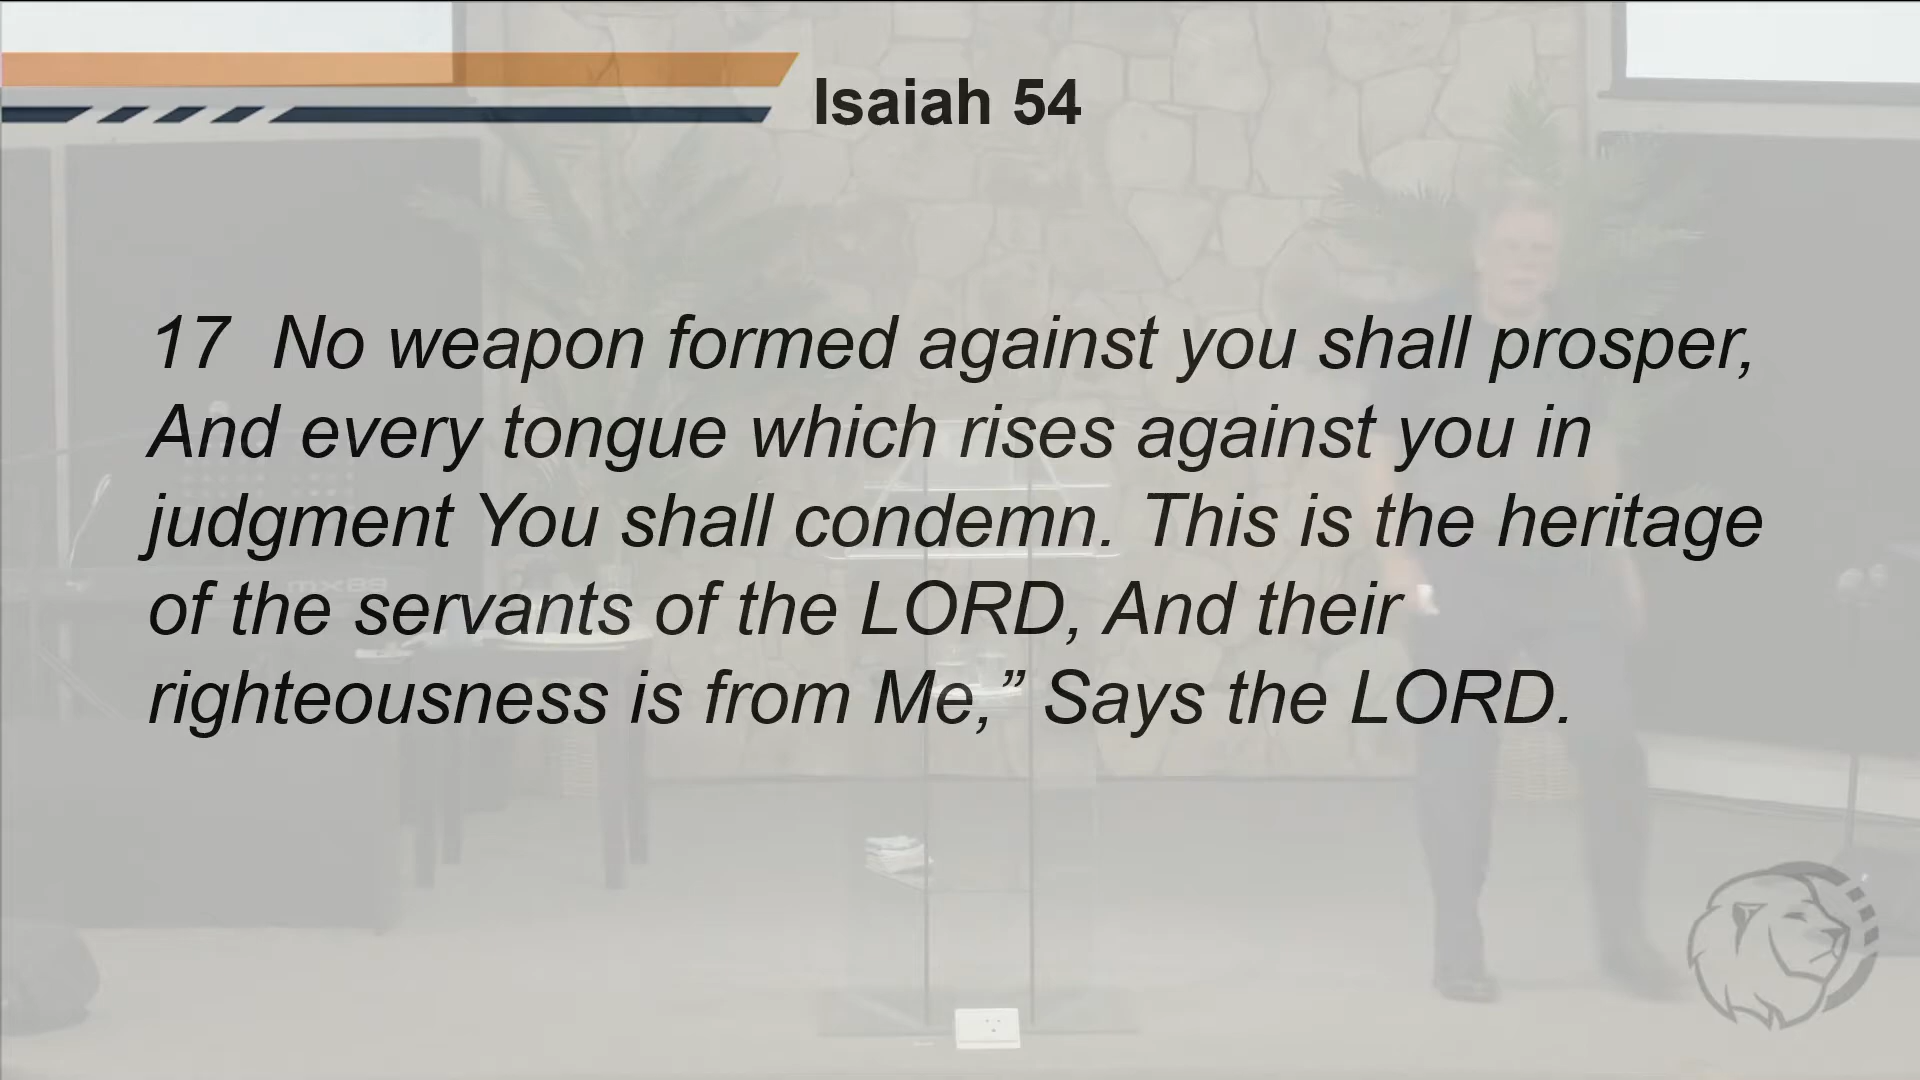 Isaiah 54
17 No weapon formed against you shall prosper,
And every tongue which rises against you in
judgment You shall condemn. This is the heritage
of the servants of the LORD, And their
righteousness is from Me,” Says the LORD.
mx88